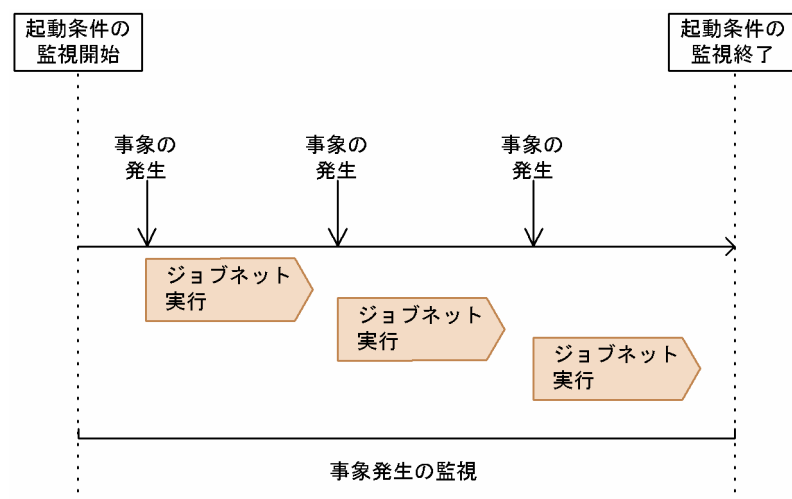 起動条件の
監視開始
起動条件の
監視終了
事象の
発生
事象の
発生
事象の
発生
ジョブネット
実行
ジョブネット
実行
ジョブネット
実行
事象発生の監視